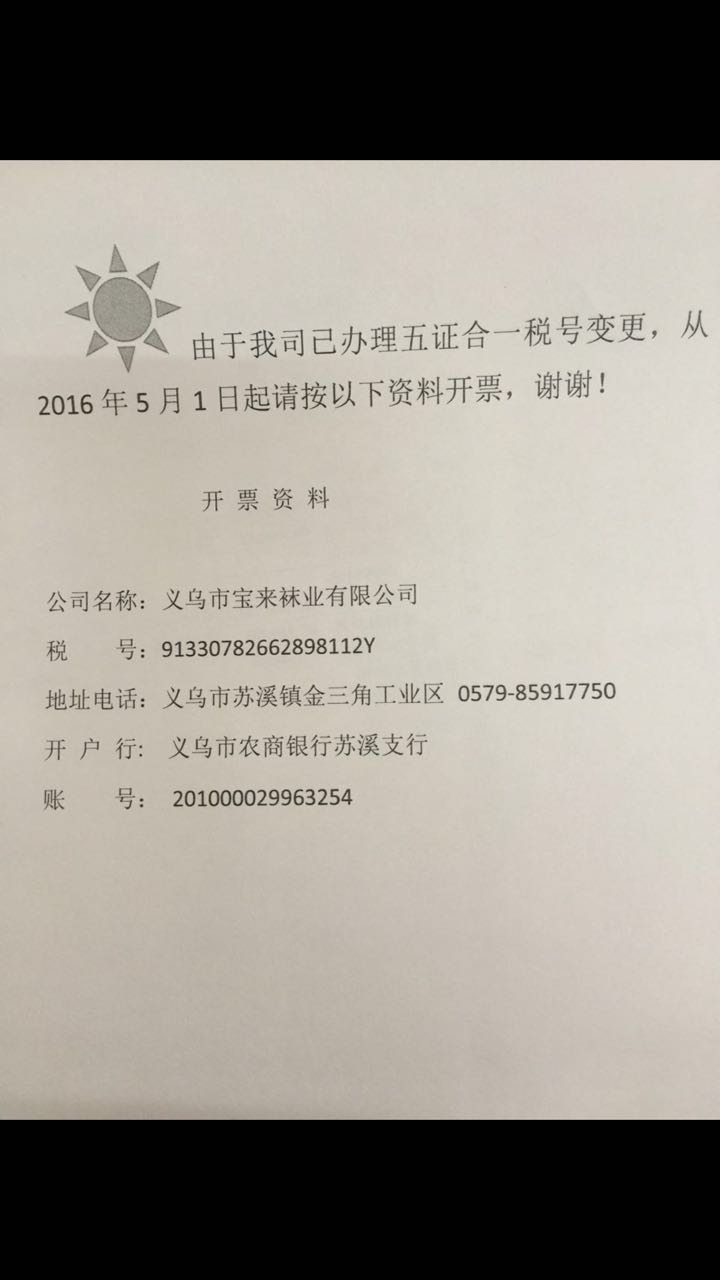 由于我司已办理五证合一税号变更，从
2016年5月1日起请按以下资料开票，谢谢！
开 票 资 料
公司名称：义乌市宝来袜业有限公司
税　　号：91330782662898112Y
地址电话：义乌市苏溪镇金三角工业区 0579-85917750
开 户 行： 义乌市农商银行苏溪支行
账　　号： 201000029963254